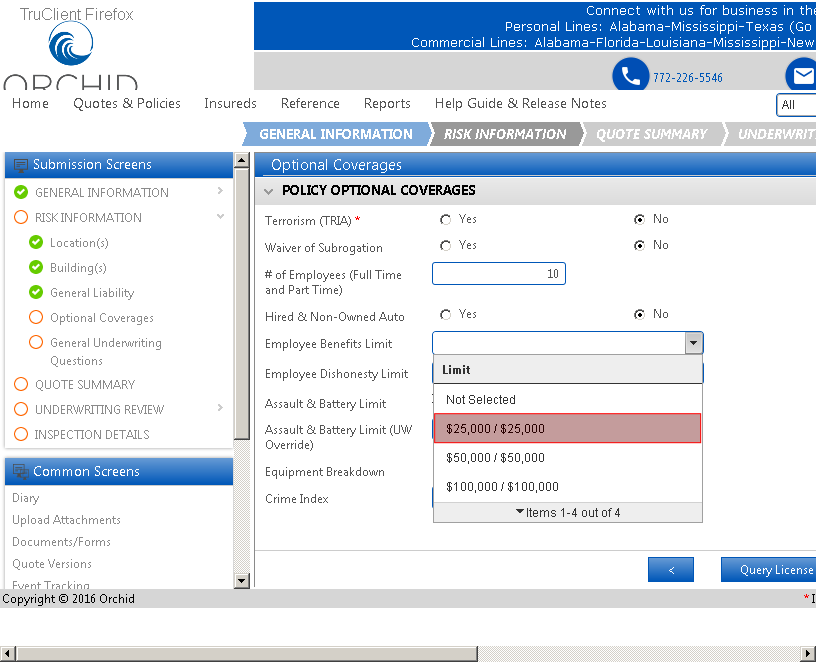 TruClient Firefox
ORCHID
Connect with us for business in the
Personal Lines: Alabama-Mississippi-Texas (Go
Commercial Lines: Alabama-Florida-Louisiana-Mississippi-New
772-226-5546
Home Quotes & Policies Insureds Reference Reports Help Guide & Release Notes
All
GENERAL INFORMATION RISK INFORMATION QUOTE SUMMARY UNDERWRIT
Submission Screens
GENERAL INFORMATION
RISK INFORMATION
Location(s)
Building(s)
General Liability
Optional Coverages
General Underwriting
Questions
QUOTE SUMMARY
UNDERWRITING REVIEW
INSPECTION DETAILS
Common Screens
Diary
Upload Attachments
Documents/Forms
Quote Versions
Event Tracking
Optional Coverages
POLICY OPTIONAL COVERAGES
Terrorism (TRIA) * Yes No
Waiver of Subrogation Yes No
# of Employees (Full Time
and Part Time)
10
Hired & Non-Owned Auto Yes No
Employee Benefits Limit
Employee Dishonesty Limit
Assault & Battery Limit
Assault & Battery Limit (UW
Override)
Equipment Breakdown
Crime Index
Limit
Not Selected
$25,000 / $25,000
$50,000 / $50,000
$100,000 / $100,000
Items 1-4 out of 4
< Query License
Copyright © 2016 Orchid
* I